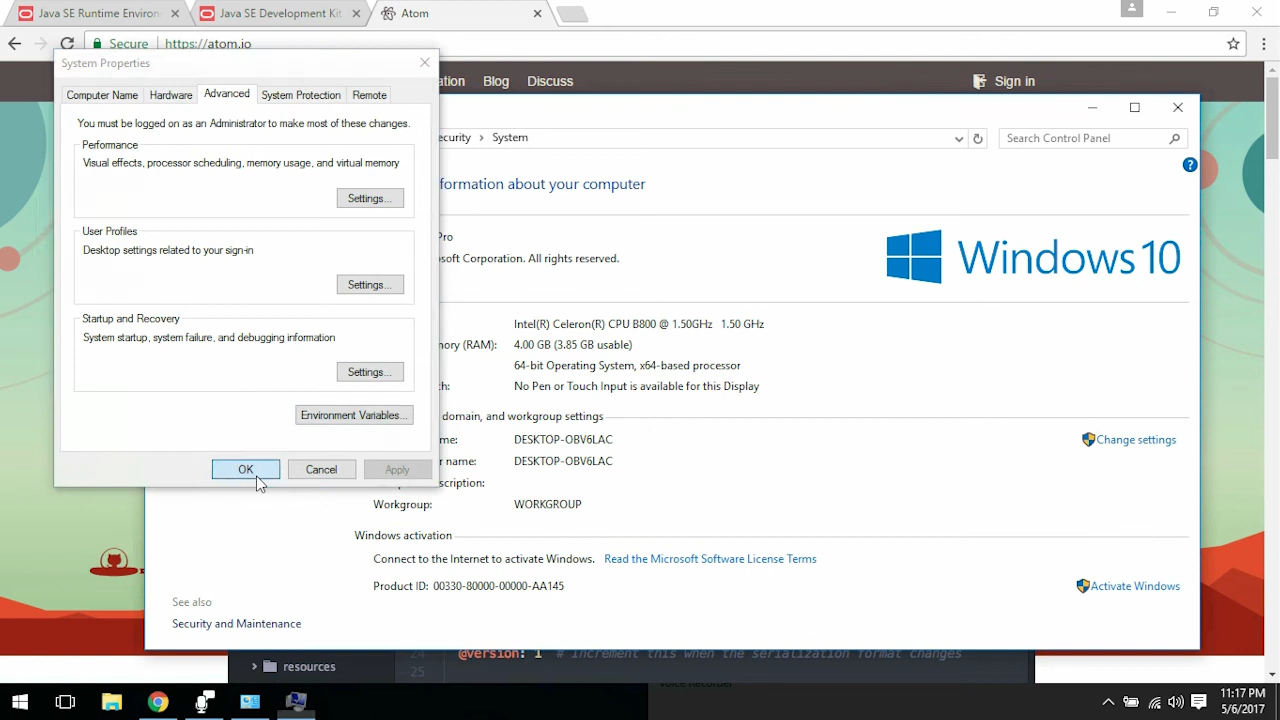 Java SE Runtime Environ
Java SE Development Kit
Atom
Secure
https://atom.io
System Properties
ation
Blog
Discuss
Sign in
Computer Name
Hardware
Advanced
System Protection
Remote
You must be logged on as an Administrator to make most of these changes.
Performance
Visual effects, processor scheduling, memory usage, and virtual memory
Settings...
User Profiles
Desktop settings related to your sign-in
Settings...
Startup and Recovery
System startup, system failure, and debugging information
Settings...
Environment Variables...
OK
Cancel
Apply
ecurity > System
Search Control Panel
?
formation about your computer
Pro
soft Corporation. All rights reserved.
Windows 10
Intel(R) Celeron(R) CPU B800 @ 1.50GHz 1.50 GHz
ory (RAM): 4.00 GB (3.85 GB usable)
64-bit Operating System, x64-based processor
h: No Pen or Touch Input is available for this Display
domain, and workgroup settings
me: DESKTOP-OBV6LAC
Change settings
r name: DESKTOP-OBV6LAC
scription:
Workgroup: WORKGROUP
Windows activation
Connect to the Internet to activate Windows. Read the Microsoft Software License Terms
Product ID: 00330-80000-00000-AA145
Activate Windows
See also
Security and Maintenance
24 @version: 1 # Increment this when the serialization format changes
> resources
25
11:17 PM
5/6/2017